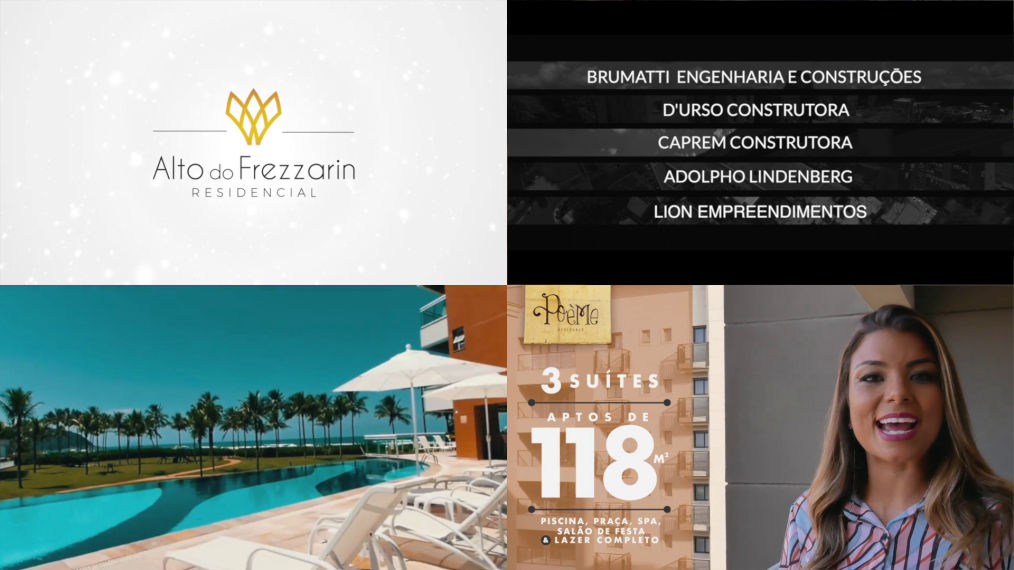 Alto do Frezzarin
RESIDENCIAL
BRUMATTI ENGENHARIA E CONSTRUÇÕES
D'URSO CONSTRUTORA
CAPREM CONSTRUTORA
ADOLPHO LINDENBERG
LION EMPREENDIMENTOS
Poème
RESIDENCE
3 SUÍTES
APTOS DE
118 M²
PISCINA, PRAÇA, SPA,
SALÃO DE FESTA
& LAZER COMPLETO